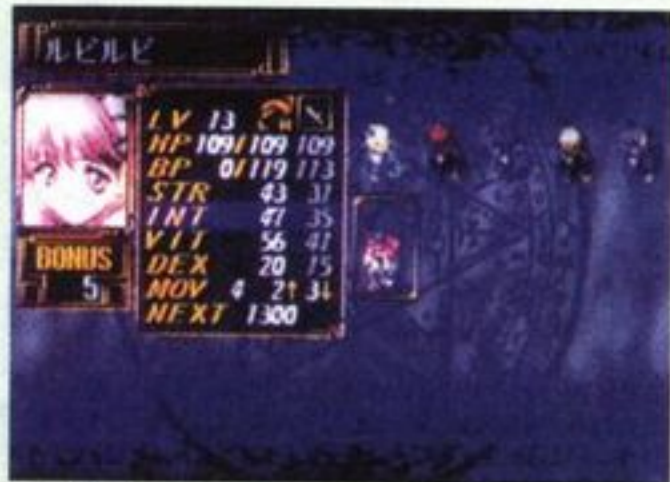 ルビルビ
LV 13
HP 109/109 109
BP 0/119 113
STR 43 37
INT 47 35
VIT 56 41
DEX 20 15
MOV 4 2↑ 3↓
NEXT 1300
BONUS
5